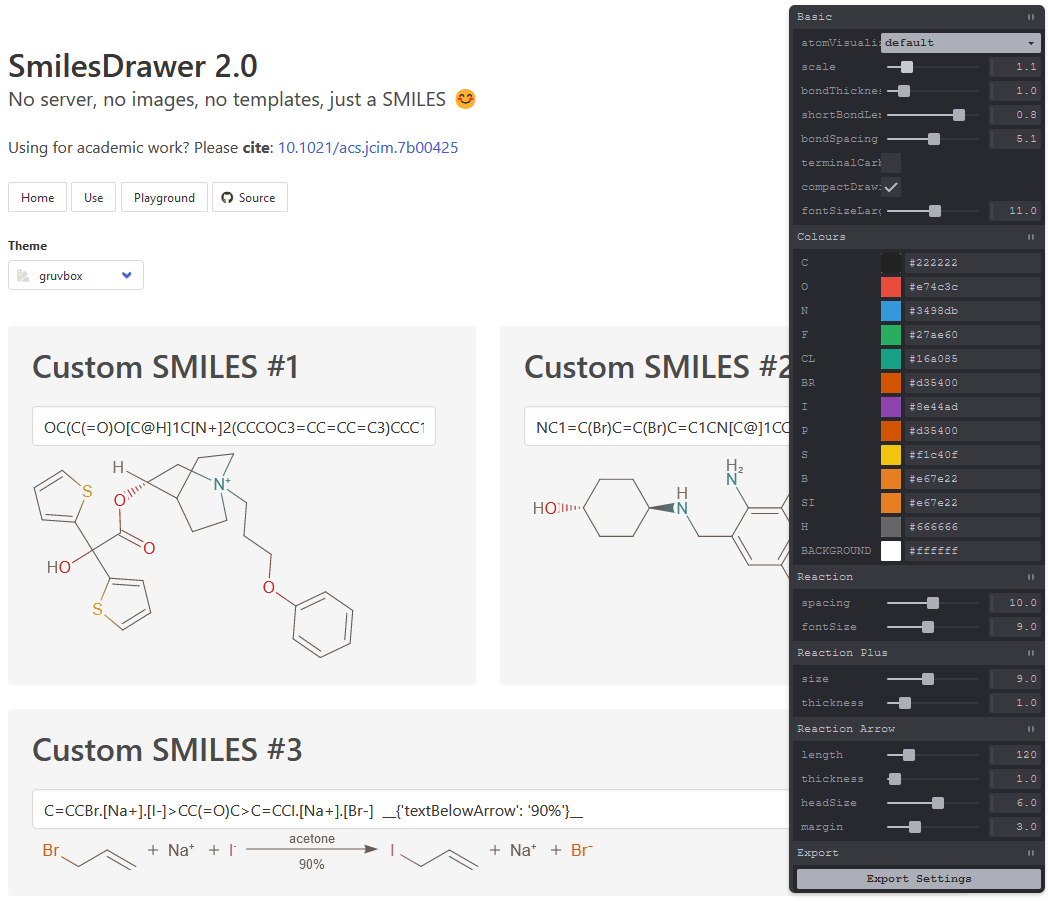 SmilesDrawer 2.0
No server, no images, no templates, just a SMILES 😊
Using for academic work? Please cite: 10.1021/acs.jcim.7b00425
Home Use Playground Source
Theme
gruvbox
Custom SMILES #1
OC(C(=O)O[C@H]1C[N+]2(CCCOC3=CC=CC=C3)CCC1
H
S
O
N+
O
HO
S
O
Custom SMILES #2
NC1=C(Br)C=C(Br)C=C1CN[C@]1CC
H2
N
H
N
HO
Custom SMILES #3
C=CCBr.[Na+].[I-]>CC(=O)C>C=CCI.[Na+].[Br-] __{'textBelowArrow': '90%'}__
Br + Na+ + I- acetone 90% I + Na+ + Br-
Basic
atomVisuali default
scale 1.1
bondThicknes 1.0
shortBondLen 0.8
bondSpacing 5.1
terminalCarb
compactDrawi
fontSizeLarg 11.0
Colours
C #222222
O #e74c3c
N #3498db
F #27ae60
CL #16a085
BR #d35400
I #8e44ad
P #d35400
S #f1c40f
B #e67e22
SI #e67e22
H #666666
BACKGROUND #ffffff
Reaction
spacing 10.0
fontSize 9.0
Reaction Plus
size 9.0
thickness 1.0
Reaction Arrow
length 120
thickness 1.0
headSize 6.0
margin 3.0
Export
Export Settings